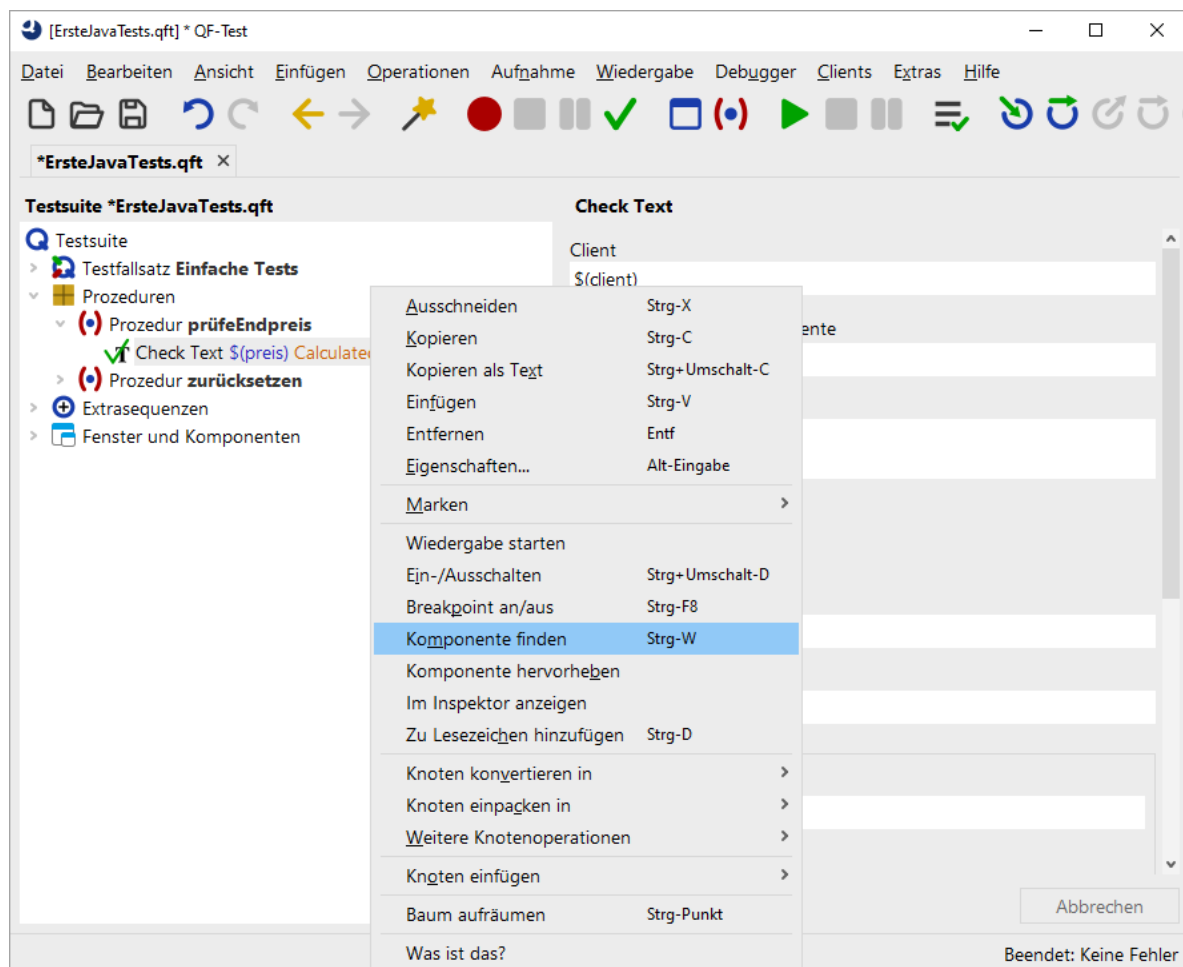 [ErsteJavaTests.qft] * QF-Test
Datei Bearbeiten Ansicht Einfügen Operationen Aufnahme Wiedergabe Debugger Clients Extras Hilfe
*ErsteJavaTests.qft
Testsuite *ErsteJavaTests.qft
Testsuite
Testfallsatz Einfache Tests
Prozeduren
Prozedur prüfeEndpreis
Check Text $(preis) Calculated
Prozedur zurücksetzen
Extrasequenzen
Fenster und Komponenten
Check Text
Client
$(client)
ente
Ausschneiden Strg-X
Kopieren Strg-C
Kopieren als Text Strg+Umschalt-C
Einfügen Strg-V
Entfernen Entf
Eigenschaften... Alt-Eingabe
Marken
Wiedergabe starten
Ein-/Ausschalten Strg+Umschalt-D
Breakpoint an/aus Strg-F8
Komponente finden Strg-W
Komponente hervorheben
Im Inspektor anzeigen
Zu Lesezeichen hinzufügen Strg-D
Knoten konvertieren in
Knoten einpacken in
Weitere Knotenoperationen
Knoten einfügen
Baum aufräumen Strg-Punkt
Was ist das?
Abbrechen
Beendet: Keine Fehler